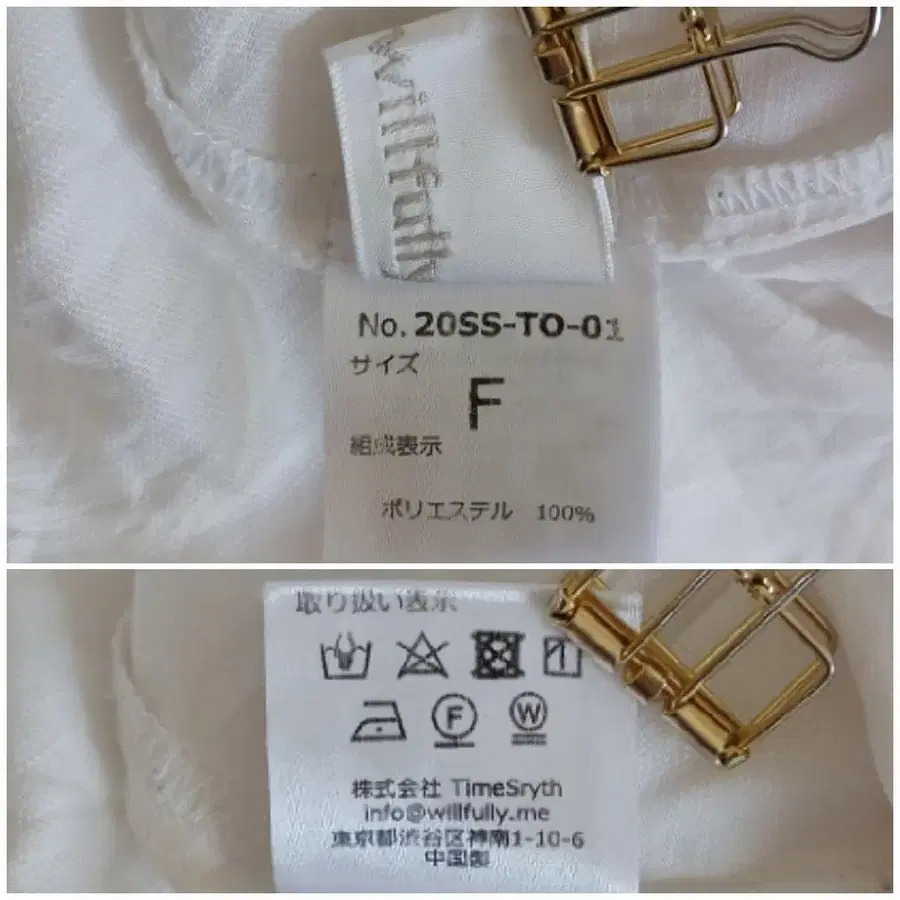 willfully
No. 20SS-TO-01
サイズ
F
組成表示
ポリエステル 100%
取り扱い表示
F
W
株式会社 TimeSryth
info@willfully.me
東京都渋谷区神南1-10-6
中国製